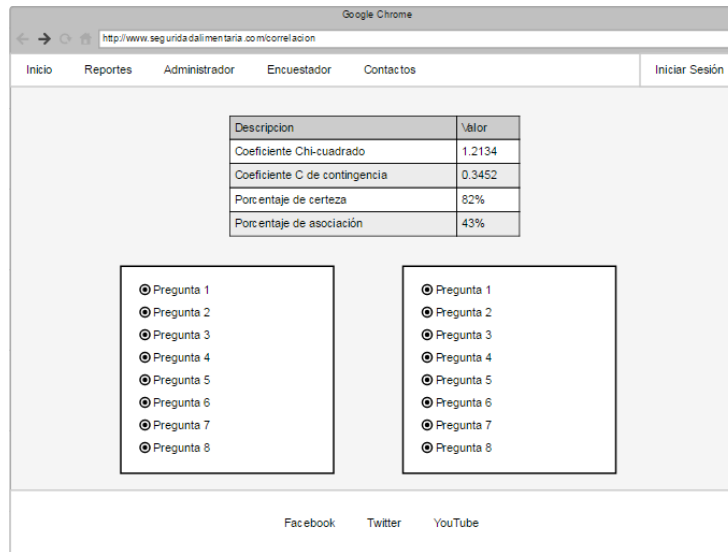 Google Chrome
http://www.seguridadalimentaria.com/correlacion
Inicio Reportes Administrador Encuestador Contactos Iniciar Sesión
Descripcion Valor
Coeficiente Chi-cuadrado 1.2134
Coeficiente C de contingencia 0.3452
Porcentaje de certeza 82%
Porcentaje de asociación 43%
Pregunta 1
Pregunta 2
Pregunta 3
Pregunta 4
Pregunta 5
Pregunta 6
Pregunta 7
Pregunta 8
Pregunta 1
Pregunta 2
Pregunta 3
Pregunta 4
Pregunta 5
Pregunta 6
Pregunta 7
Pregunta 8
Facebook Twitter YouTube